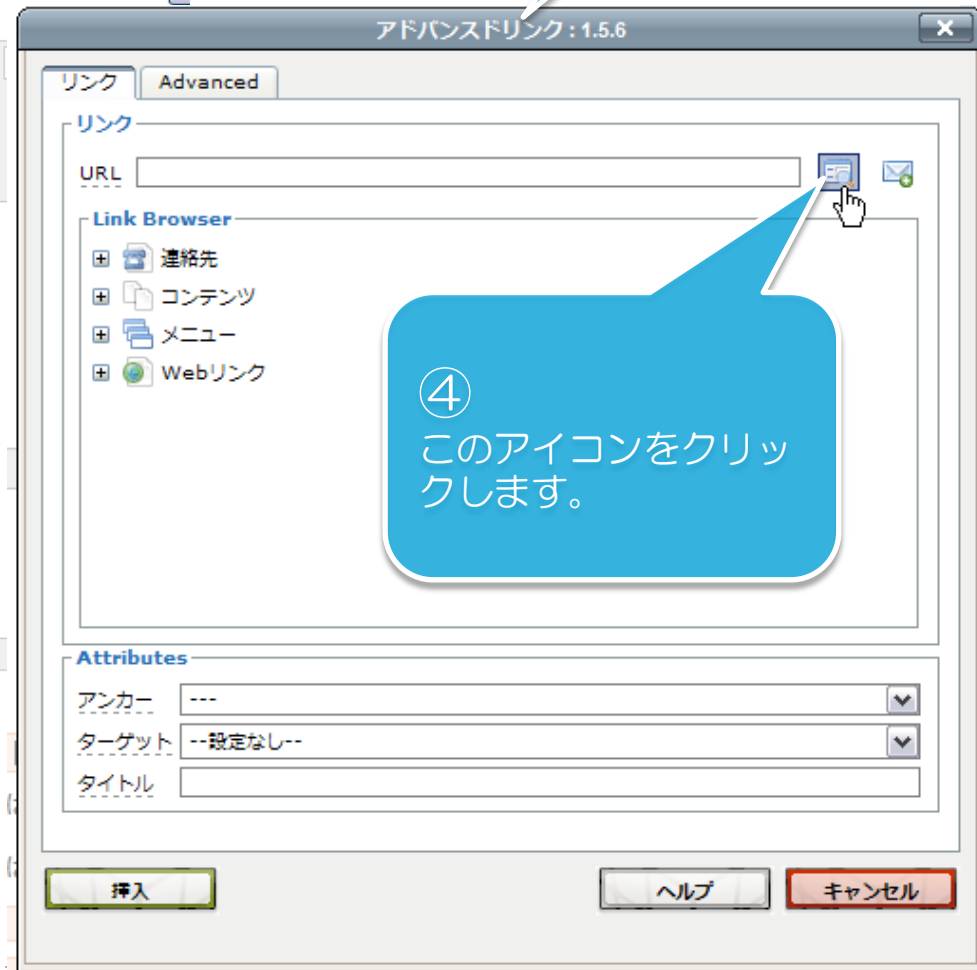 アドバンスドリンク : 1.5.6
リンク
Advanced
リンク
URL
Link Browser
連絡先
コンテンツ
メニュー
Webリンク
④
このアイコンをクリッ
クします。
Attributes
アンカー ---
ターゲット --設定なし--
タイトル
挿入
ヘルプ
キャンセル